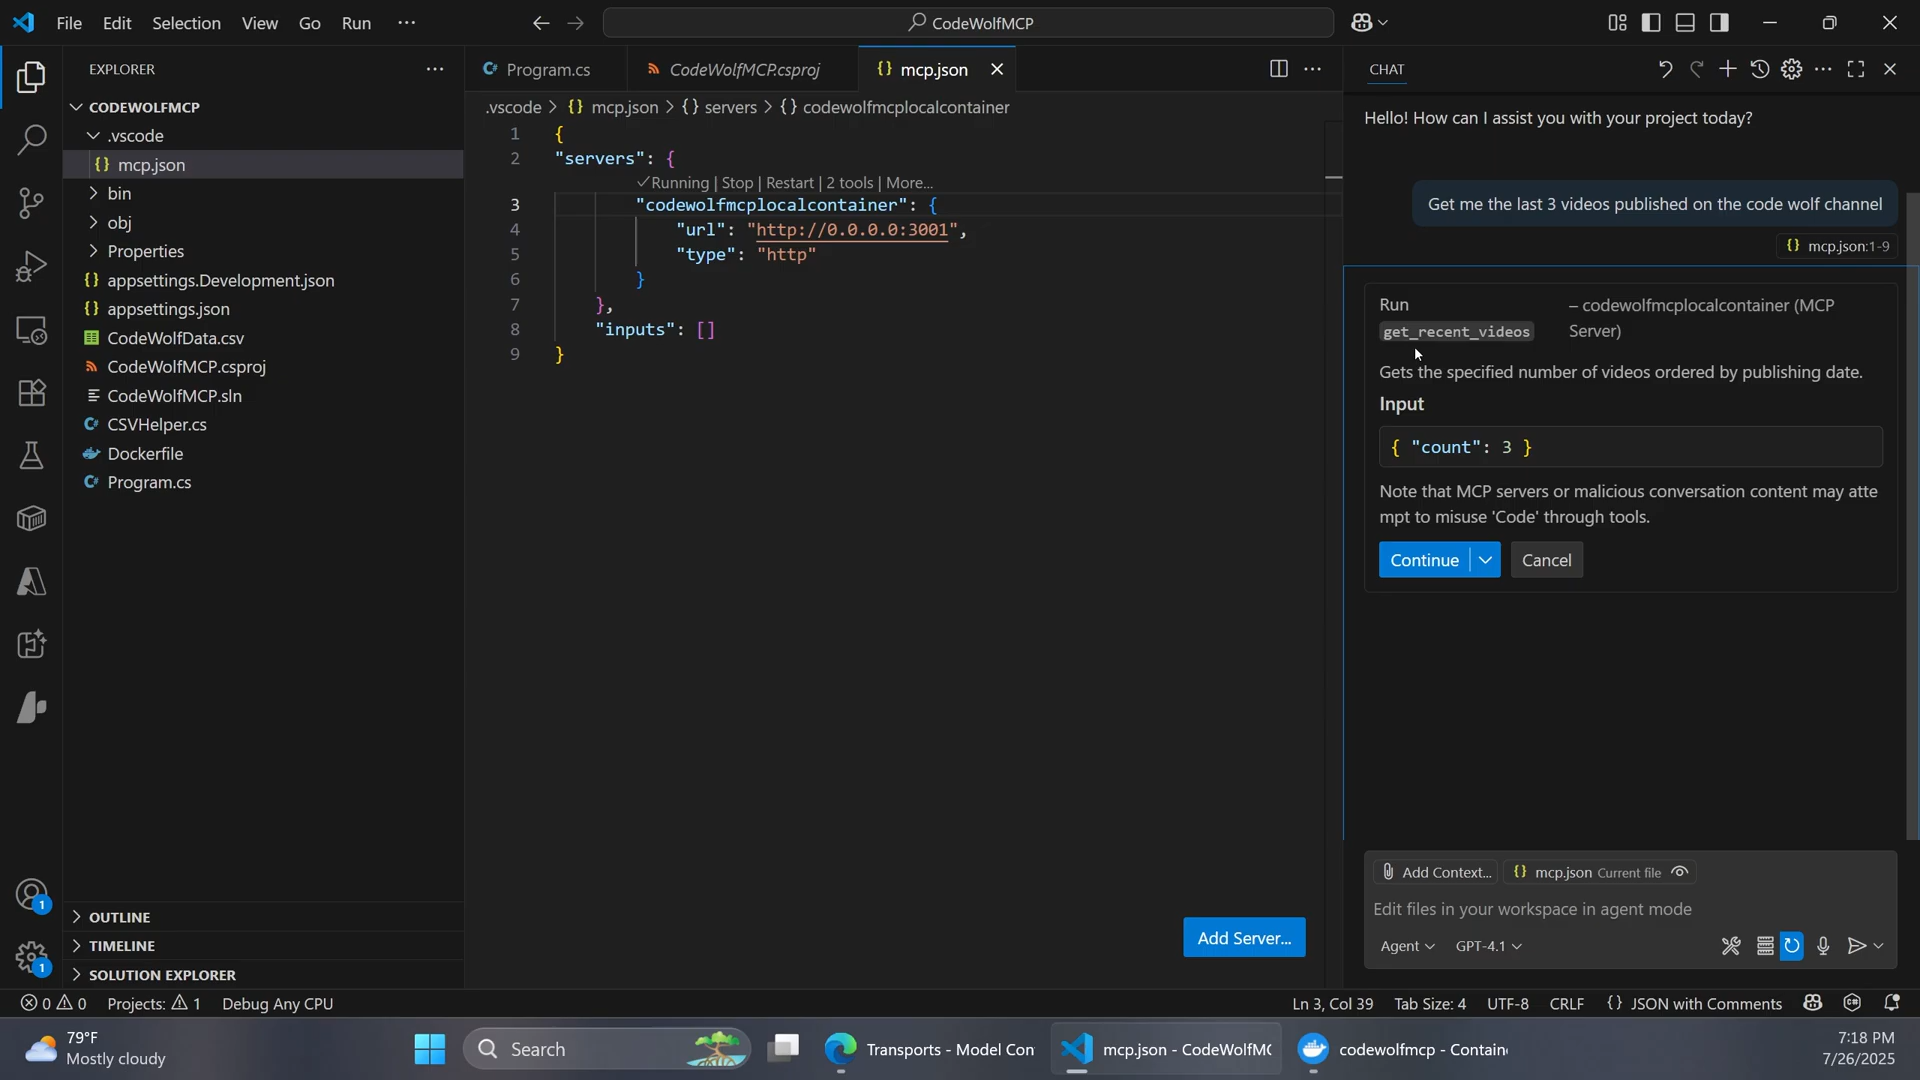 File Edit Selection View Go Run ···
CodeWolfMCP
EXPLORER
CODEWOLFMCP
.vscode
{} mcp.json
bin
obj
Properties
{} appsettings.Development.json
{} appsettings.json
CodeWolfData.csv
CodeWolfMCP.csproj
CodeWolfMCP.sln
C# CSVHelper.cs
Dockerfile
C# Program.cs
OUTLINE
TIMELINE
SOLUTION EXPLORER
1
1
C# Program.cs
CodeWolfMCP.csproj
{} mcp.json
.vscode > {} mcp.json > {} servers > {} codewolfmcplocalcontainer
1 {
2 "servers": {
✓Running | Stop | Restart | 2 tools | More...
3 "codewolfmcplocalcontainer": {
4 "url": "http://0.0.0.0:3001",
5 "type": "http"
6 }
7 },
8 "inputs": []
9 }
Add Server...
CHAT
Hello! How can I assist you with your project today?
Get me the last 3 videos published on the code wolf channel
{} mcp.json:1-9
Run – codewolfmcplocalcontainer (MCP
get_recent_videos Server)
Gets the specified number of videos ordered by publishing date.
Input
{ "count": 3 }
Note that MCP servers or malicious conversation content may atte
mpt to misuse 'Code' through tools.
Continue Cancel
Add Context... {} mcp.json Current file
Edit files in your workspace in agent mode
Agent GPT-4.1
0 0 Projects: 1 Debug Any CPU
Ln 3, Col 39 Tab Size: 4 UTF-8 CRLF {} JSON with Comments
79°F
Mostly cloudy
Search
Transports - Model Con
mcp.json - CodeWolfMC
codewolfmcp - Contain
7:18 PM
7/26/2025